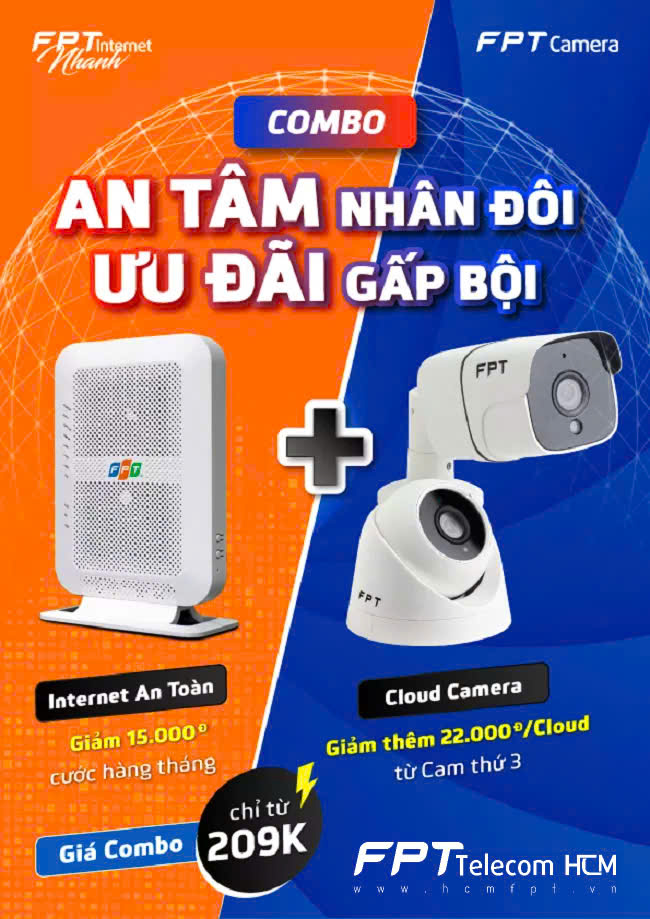 FPT Internet
Nhanh
FPT Camera
COMBO
AN TÂM NHÂN ĐÔI
ƯU ĐÃI GẤP BỘI
FPT
FPT
FPT
Internet An Toàn
Giảm 15.000Đ
cước hàng tháng
Cloud Camera
Giảm thêm 22.000Đ/Cloud
từ Cam thứ 3
Giá Combo
chỉ từ
209K
FPT Telecom HCM
www.hcmfpt.vn